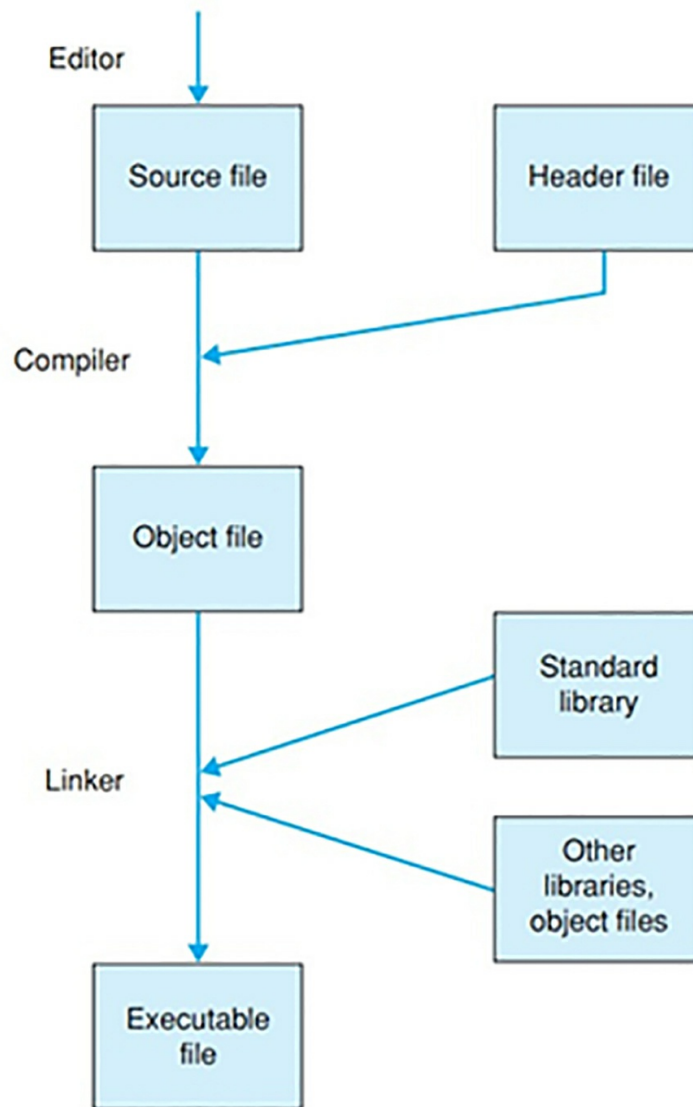 Editor
Source file
Header file
Compiler
Object file
Standard
library
Linker
Other
libraries,
object files
Executable
file